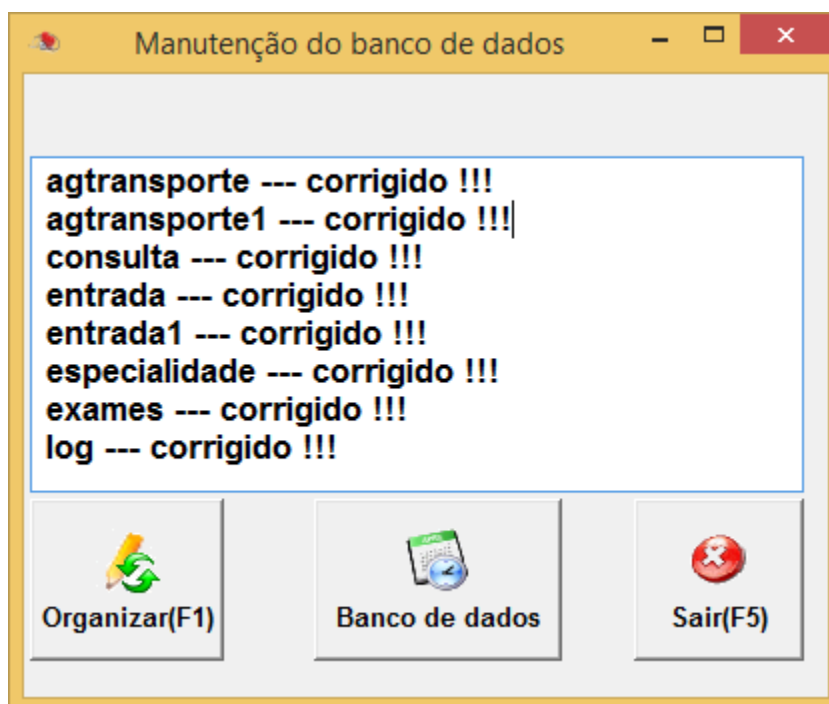 Manutenção do banco de dados
agtransporte --- corrigido !!!
agtransporte1 --- corrigido !!!
consulta --- corrigido !!!
entrada --- corrigido !!!
entrada1 --- corrigido !!!
especialidade --- corrigido !!!
exames --- corrigido !!!
log --- corrigido !!!
Organizar(F1) Banco de dados Sair(F5)